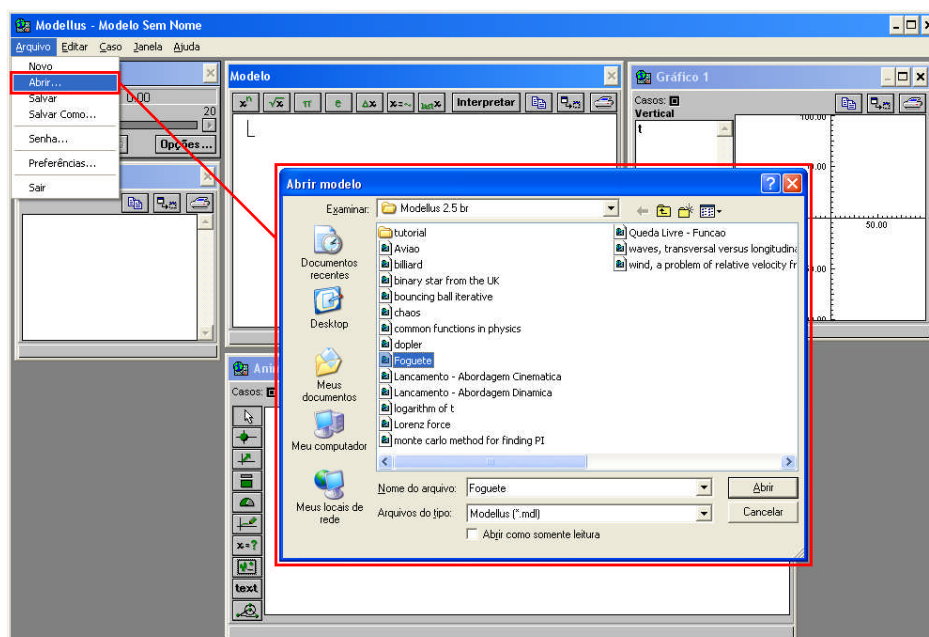 Modellus - Modelo Sem Nome
Arquivo Editar Caso Janela Ajuda
Novo
Abrir...
Salvar
Salvar Como...
Senha...
Preferências...
Sair
0.00
20
Opções...
Modelo
xⁿ √x π e Δx x=~ last x Interpretar
Gráfico 1
Casos:
Vertical
t
100.00
50.00
Abrir modelo
Examinar: Modellus 2.5 br
Documentos recentes
Desktop
Meus documentos
Meu computador
Meus locais de rede
tutorial
Aviao
billiard
binary star from the UK
bouncing ball iterative
chaos
common functions in physics
dopler
Foguete
Lancamento - Abordagem Cinematica
Lancamento - Abordagem Dinamica
logarithm of t
Lorenz force
monte carlo method for finding PI
Queda Livre - Funcao
waves, transversal versus longitudina
wind, a problem of relative velocity fr
Nome do arquivo: Foguete Abrir
Arquivos do tipo: Modellus (*.mdl) Cancelar
Abrir como somente leitura
Ani
Casos:
x=?
text